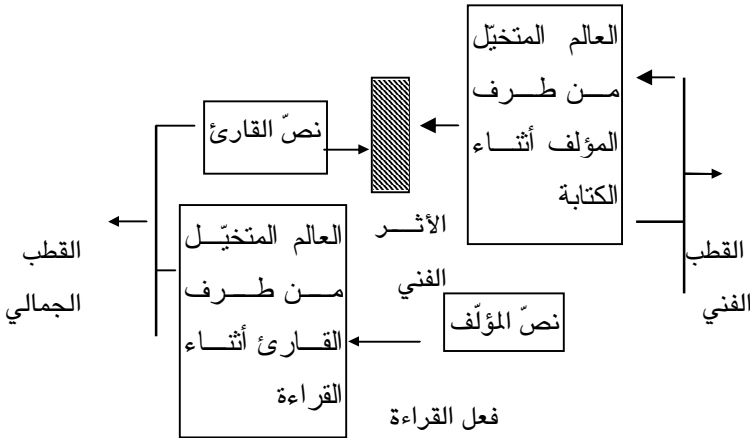 العالم المتخيّل
من طرف
المؤلف أثناء
الكتابة
نصّ القارئ
القطب
الفني
الأثر
الفني
العالم المتخيّل
من طرف
القارئ أثناء
القراءة
القطب
الجمالي
نصّ المؤلّف
فعل القراءة